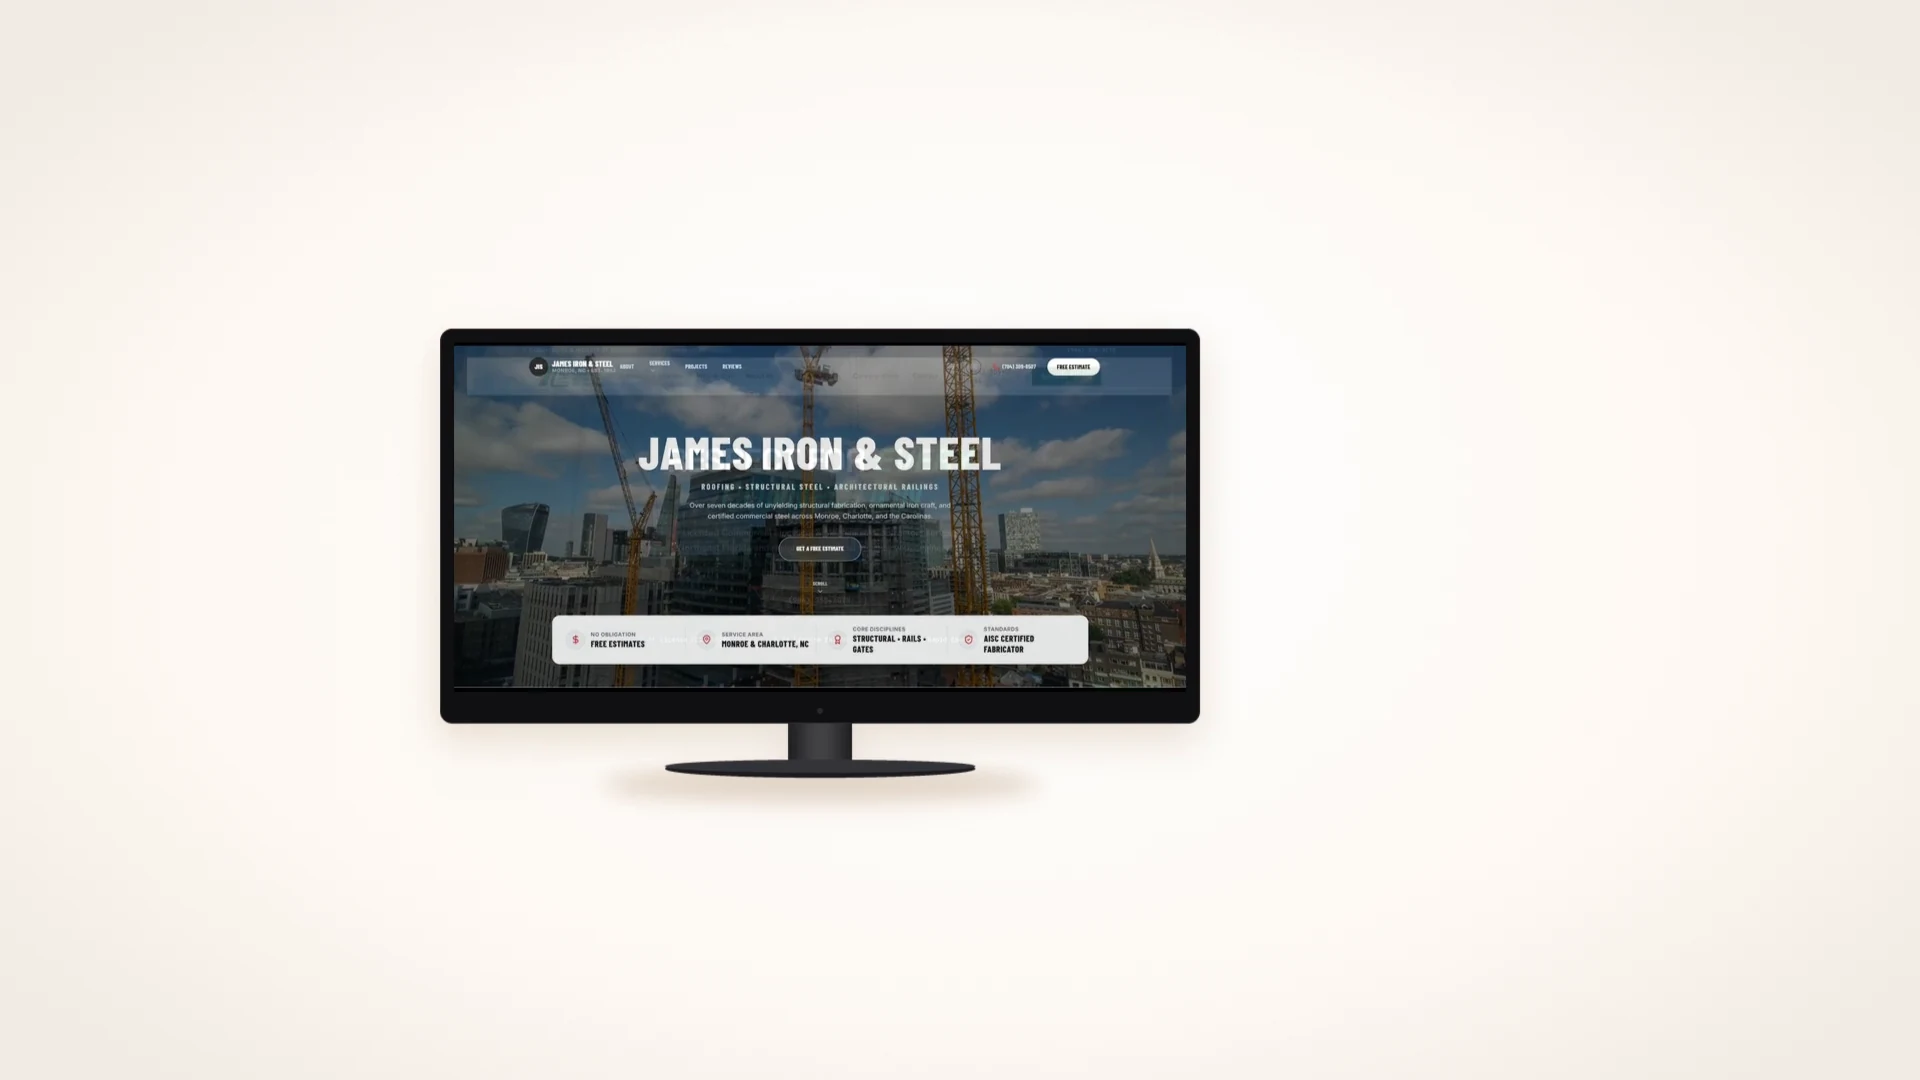 JIS
JAMES IRON & STEEL
ABOUT
SERVICES
PROJECTS
REVIEWS
FREE ESTIMATE
JAMES IRON & STEEL
ROOFING • STRUCTURAL STEEL • ARCHITECTURAL RAILINGS
Over seven decades of unyielding structural fabrication, ornamental iron craft, and
certified commercial steel across Monroe, Charlotte, and the Carolinas.
GET A FREE ESTIMATE
SCROLL
NO OBLIGATION
FREE ESTIMATES
SERVICE AREA
MONROE & CHARLOTTE, NC
CORE DISCIPLINES
STRUCTURAL • RAILS •
GATES
STANDARDS
AISC CERTIFIED
FABRICATOR